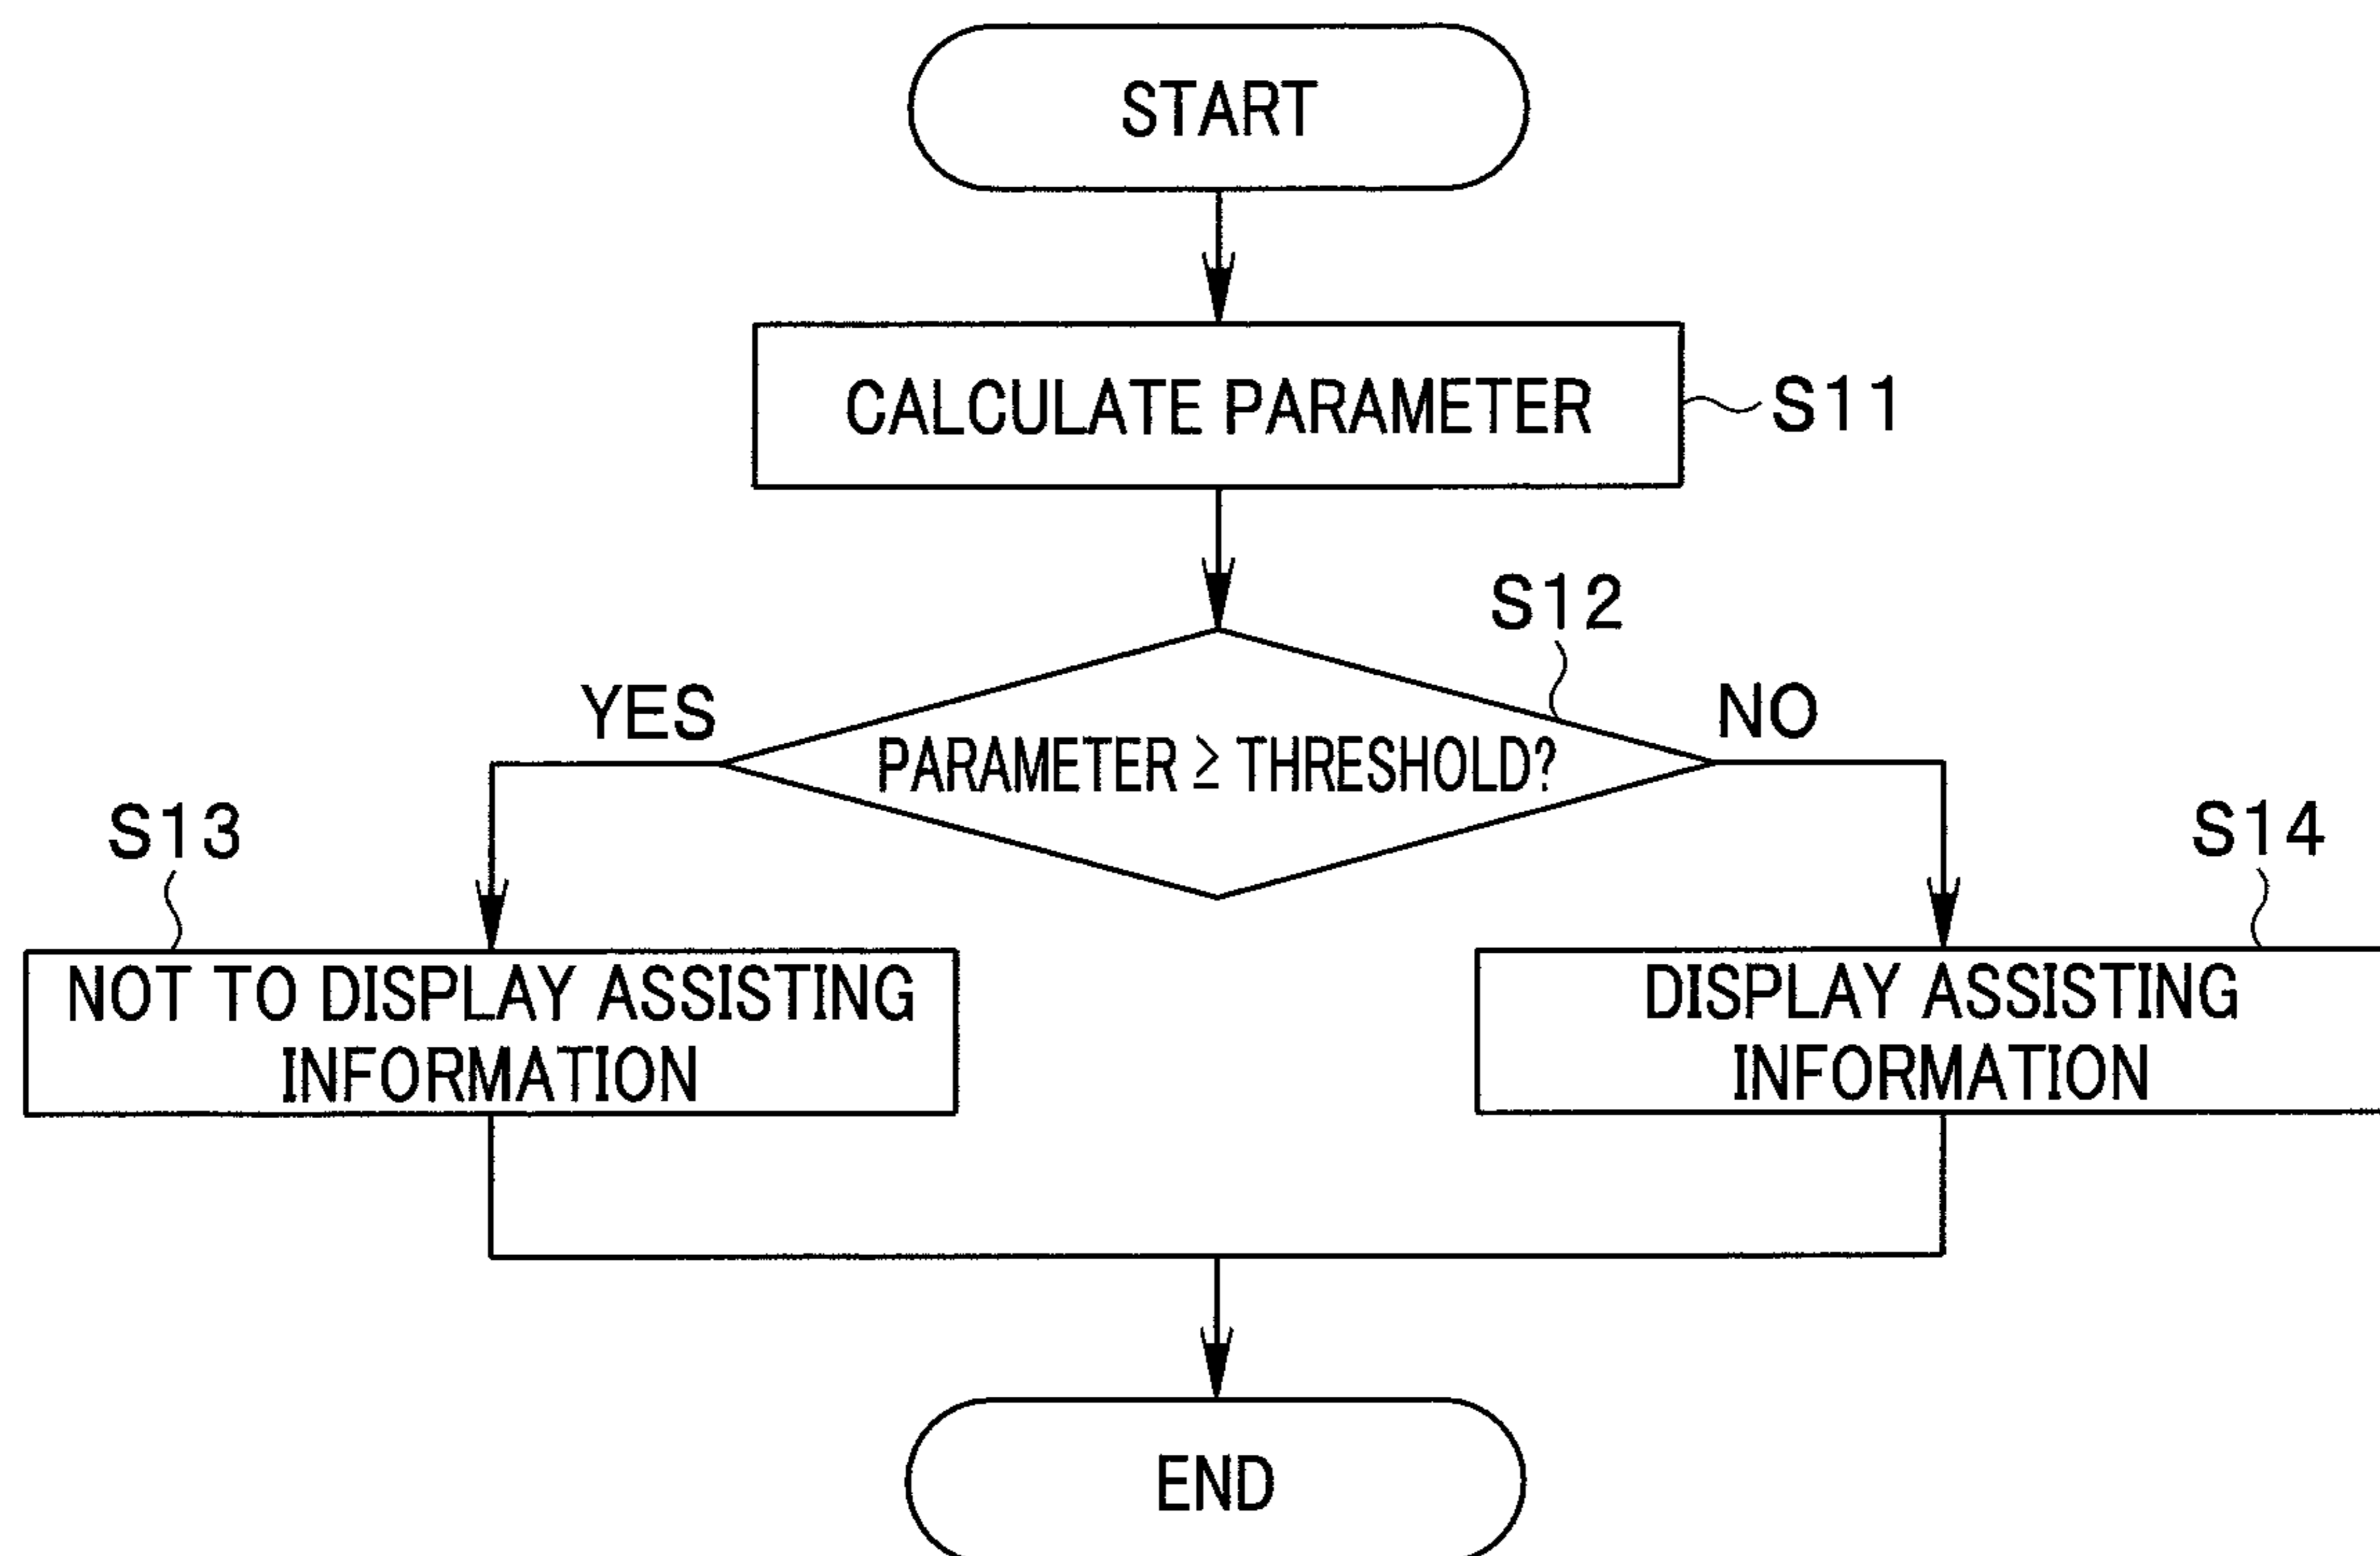 START
CALCULATE PARAMETER
S11
S12
YES
PARAMETER ≧ THRESHOLD?
NO
S13
S14
NOT TO DISPLAY ASSISTING
INFORMATION
DISPLAY ASSISTING
INFORMATION
END